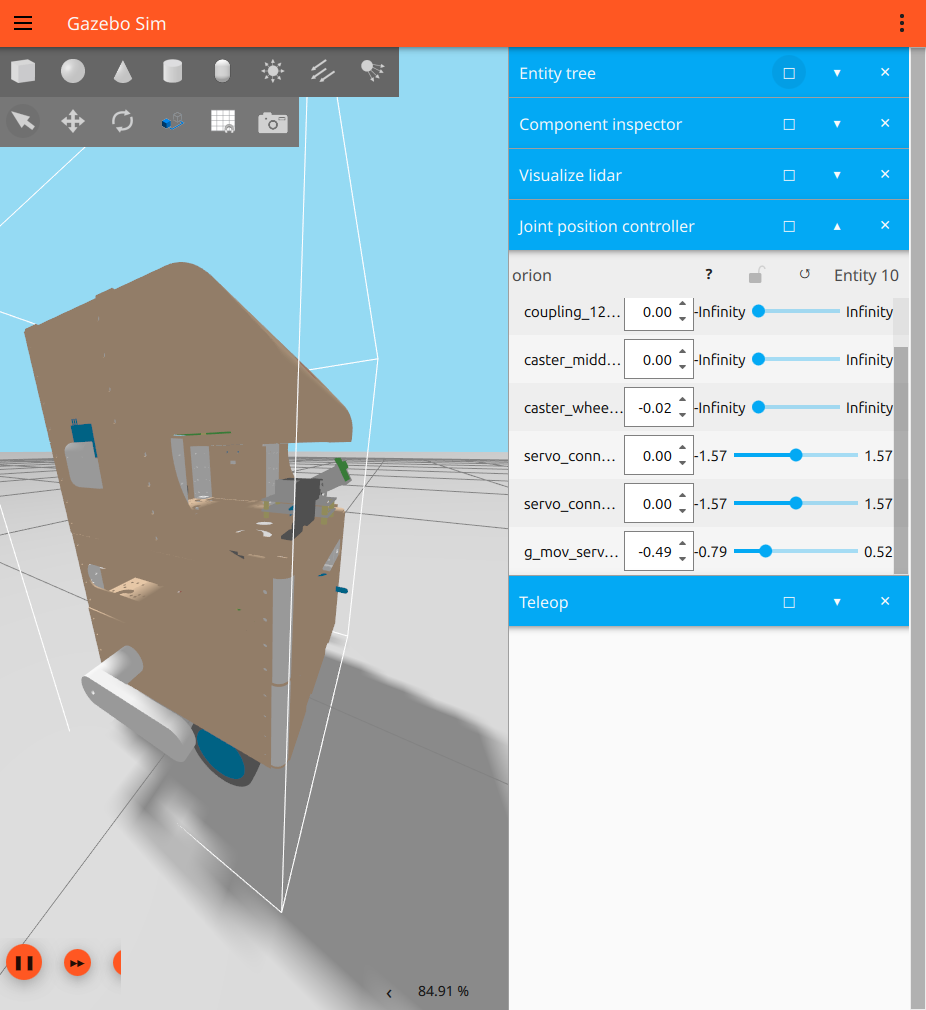 Gazebo Sim
Entity tree
Component inspector
Visualize lidar
Joint position controller
orion ? Entity 10
coupling_12… 0.00 -Infinity Infinity
caster_midd… 0.00 -Infinity Infinity
caster_whee… -0.02 -Infinity Infinity
servo_conn… 0.00 -1.57 1.57
servo_conn… 0.00 -1.57 1.57
g_mov_serv… -0.49 -0.79 0.52
Teleop
84.91 %